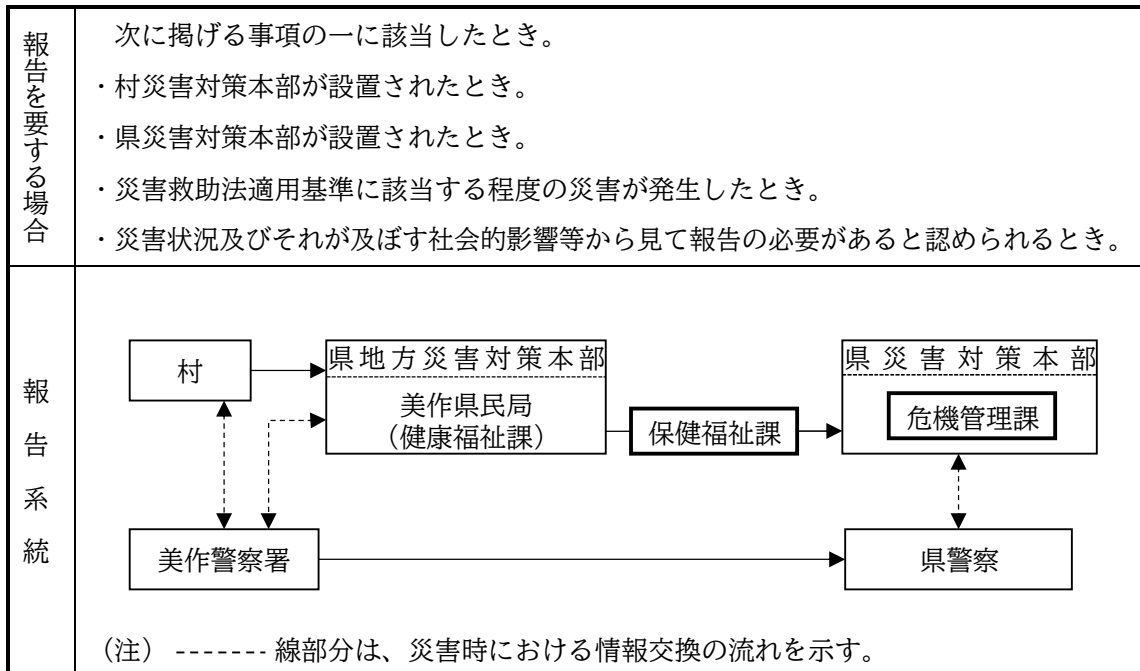 報告を要する場合
次に掲げる事項の一に該当したとき。
・村災害対策本部が設置されたとき。
・県災害対策本部が設置されたとき。
・災害救助法適用基準に該当する程度の災害が発生したとき。
・災害状況及びそれが及ぼす社会的影響等から見て報告の必要があると認められるとき。
報告系統
村
県地方災害対策本部
美作県民局
（健康福祉課）
保健福祉課
県災害対策本部
危機管理課
美作警察署
県警察
（注） ------- 線部分は、災害時における情報交換の流れを示す。